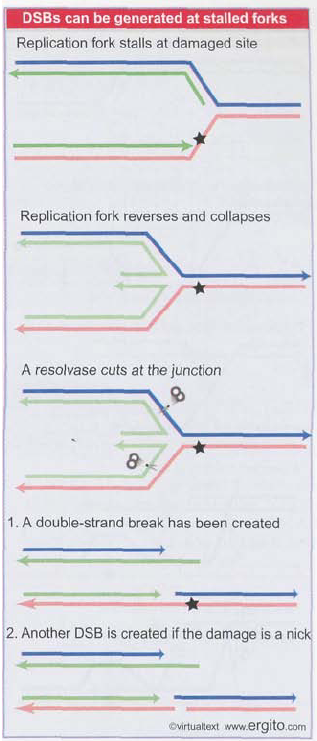 DSBs can be generated at stalled forks
Replication fork stalls at damaged site
Replication fork reverses and collapses
A resolvase cuts at the junction
1. A double-strand break has been created
2. Another DSB is created if the damage is a nick
©virtualtext www.ergito.com